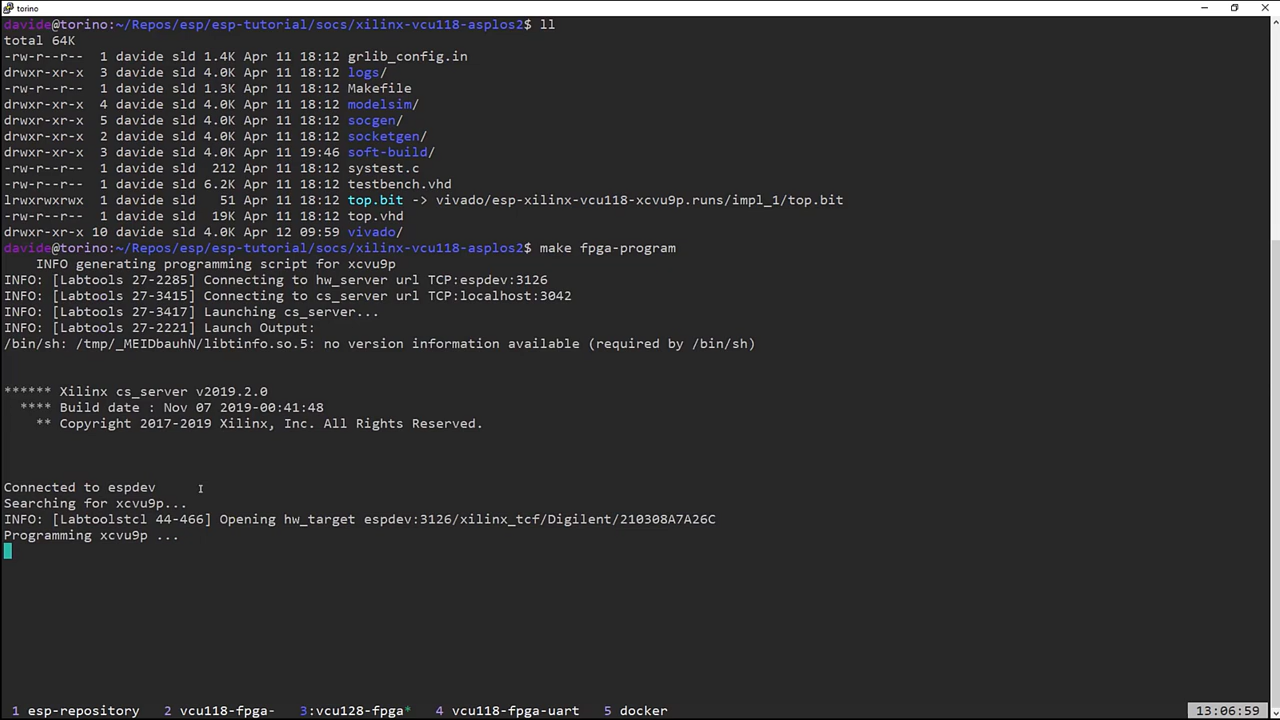 torino
davide@torino:~/Repos/esp/esp-tutorial/socs/xilinx-vcu118-asplos2$ ll
total 64K
-rw-r--r--  1 davide sld 1.4K Apr 11 18:12 grlib_config.in
drwxr-xr-x  3 davide sld 4.0K Apr 11 18:12 logs/
-rw-r--r--  1 davide sld 1.3K Apr 11 18:12 Makefile
drwxr-xr-x  4 davide sld 4.0K Apr 11 18:12 modelsim/
drwxr-xr-x  5 davide sld 4.0K Apr 11 18:12 socgen/
drwxr-xr-x  2 davide sld 4.0K Apr 11 18:12 socketgen/
drwxr-xr-x  3 davide sld 4.0K Apr 11 19:46 soft-build/
-rw-r--r--  1 davide sld  212 Apr 11 18:12 systest.c
-rw-r--r--  1 davide sld 6.2K Apr 11 18:12 testbench.vhd
lrwxrwxrwx  1 davide sld   51 Apr 11 18:12 top.bit -> vivado/esp-xilinx-vcu118-xcvu9p.runs/impl_1/top.bit
-rw-r--r--  1 davide sld  19K Apr 11 18:12 top.vhd
drwxr-xr-x 10 davide sld 4.0K Apr 12 09:59 vivado/
davide@torino:~/Repos/esp/esp-tutorial/socs/xilinx-vcu118-asplos2$ make fpga-program
    INFO generating programming script for xcvu9p
INFO: [Labtools 27-2285] Connecting to hw_server url TCP:espdev:3126
INFO: [Labtools 27-3415] Connecting to cs_server url TCP:localhost:3042
INFO: [Labtools 27-3417] Launching cs_server...
INFO: [Labtools 27-2221] Launch Output:
/bin/sh: /tmp/_MEIDbauhN/libtinfo.so.5: no version information available (required by /bin/sh)
****** Xilinx cs_server v2019.2.0
  **** Build date : Nov 07 2019-00:41:48
    ** Copyright 2017-2019 Xilinx, Inc. All Rights Reserved.
Connected to espdev
Searching for xcvu9p...
INFO: [Labtoolstcl 44-466] Opening hw_target espdev:3126/xilinx_tcf/Digilent/210308A7A26C
Programming xcvu9p ...
1 esp-repository   2 vcu118-fpga-   3:vcu128-fpga*   4 vcu118-fpga-uart   5 docker   13:06:59